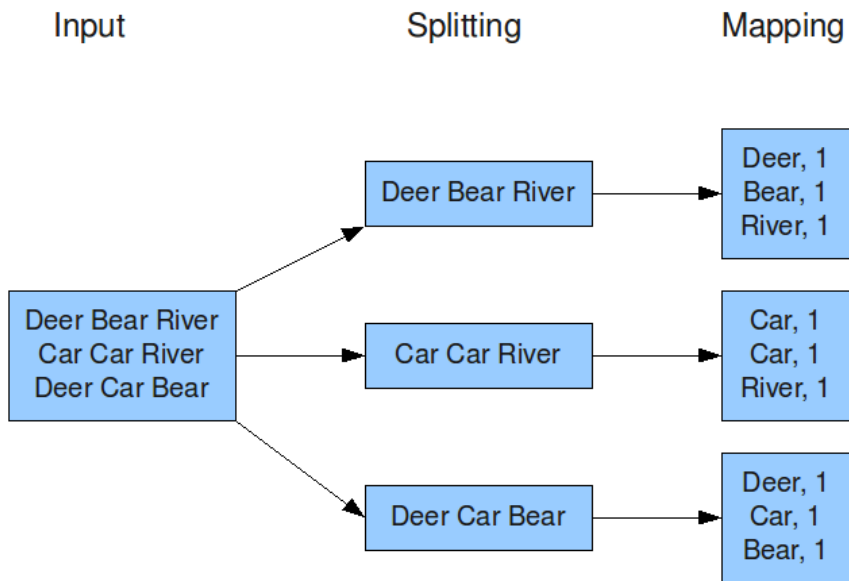 Input
Splitting
Mapping
Deer Bear River
Car Car River
Deer Car Bear
Deer Bear River
Car Car River
Deer Car Bear
Deer, 1
Bear, 1
River, 1
Car, 1
Car, 1
River, 1
Deer, 1
Car, 1
Bear, 1